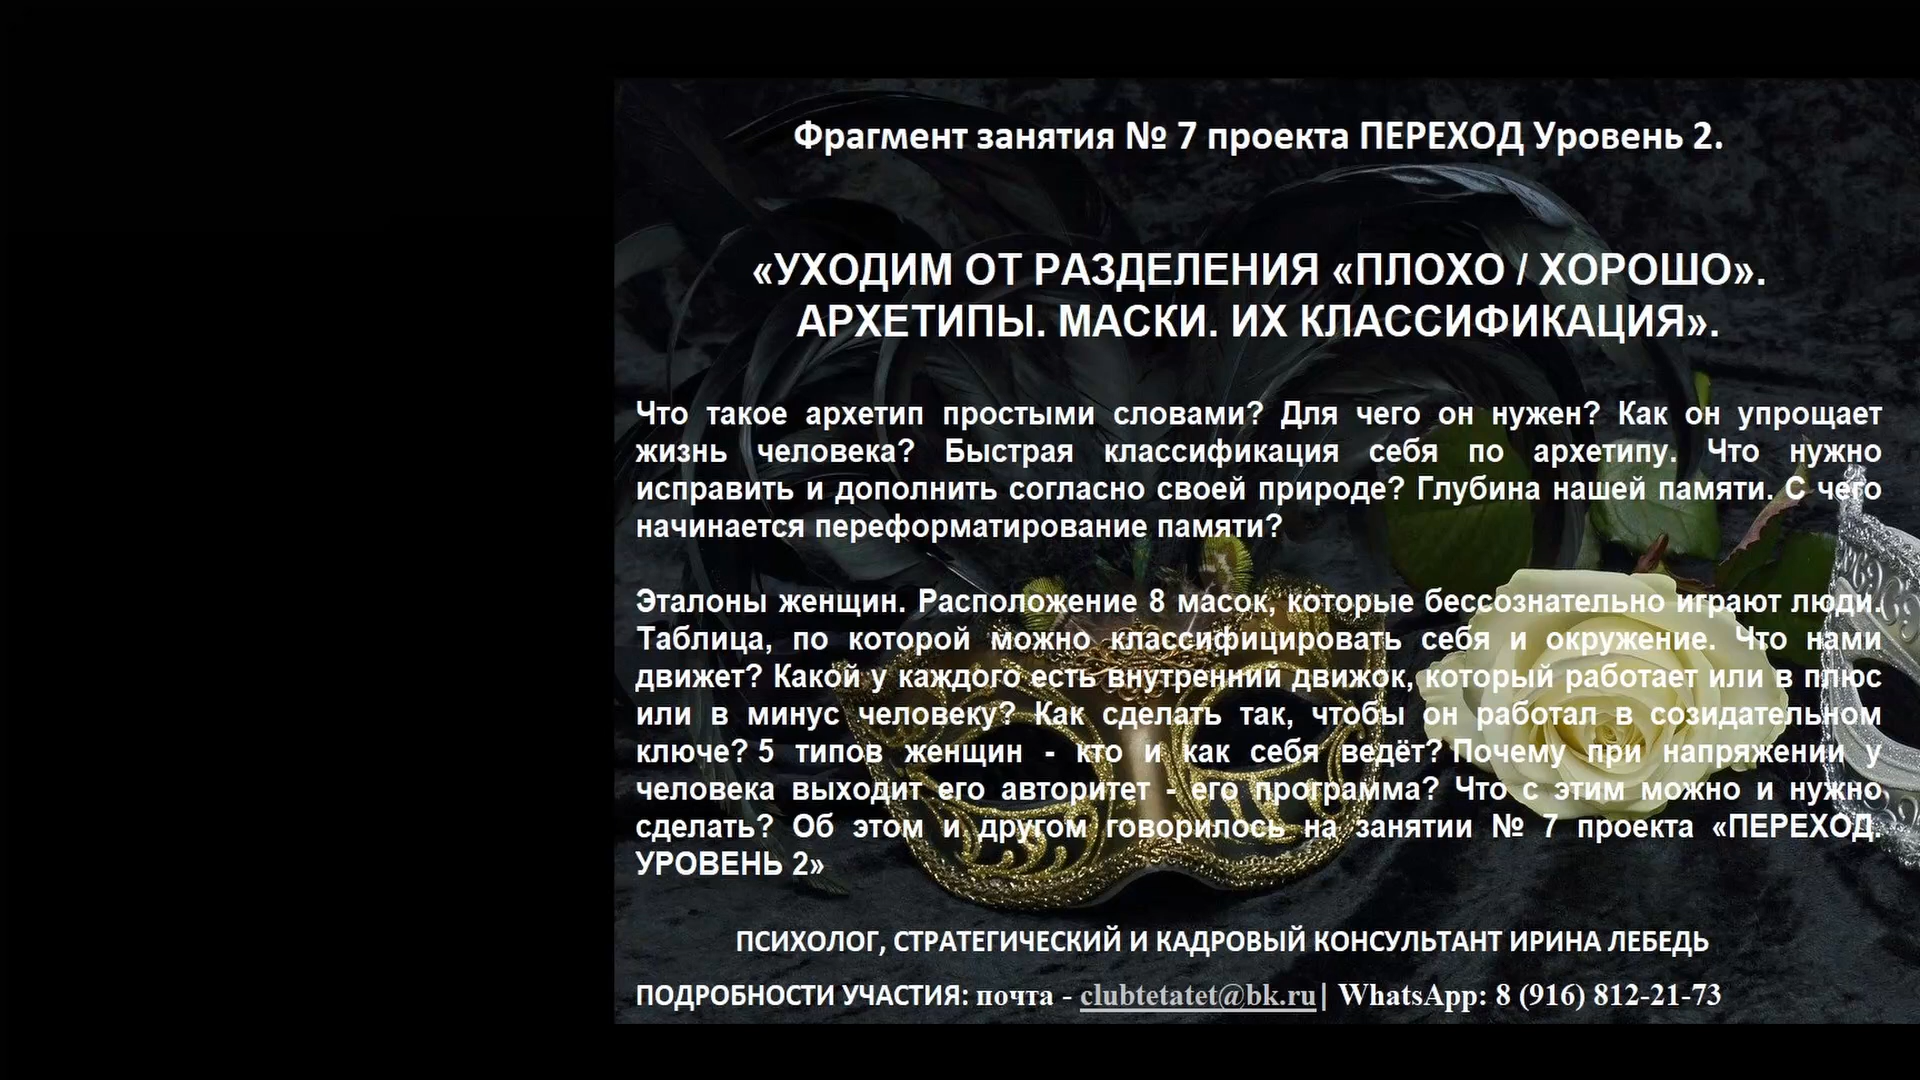 Фрагмент занятия № 7 проекта ПЕРЕХОД Уровень 2.
«УХОДИМ ОТ РАЗДЕЛЕНИЯ «ПЛОХО / ХОРОШО».
АРХЕТИПЫ. МАСКИ. ИХ КЛАССИФИКАЦИЯ».
Что такое архетип простыми словами? Для чего он нужен? Как он упрощает
жизнь человека? Быстрая классификация себя по архетипу. Что нужно
исправить и дополнить согласно своей природе? Глубина нашей памяти. С чего
начинается переформатирование памяти?
Эталоны женщин. Расположение 8 масок, которые бессознательно играют люди.
Таблица, по которой можно классифицировать себя и окружение. Что нами
движет? Какой у каждого есть внутренний движок, который работает или в плюс
или в минус человеку? Как сделать так, чтобы он работал в созидательном
ключе? 5 типов женщин - кто и как себя ведёт? Почему при напряжении у
человека выходит его авторитет - его программа? Что с этим можно и нужно
сделать? Об этом и другом говорилось на занятии № 7 проекта «ПЕРЕХОД.
УРОВЕНЬ 2»
ПСИХОЛОГ, СТРАТЕГИЧЕСКИЙ И КАДРОВЫЙ КОНСУЛЬТАНТ ИРИНА ЛЕБЕДЬ
ПОДРОБНОСТИ УЧАСТИЯ: почта - clubtetatet@bk.ru| WhatsApp: 8 (916) 812-21-73